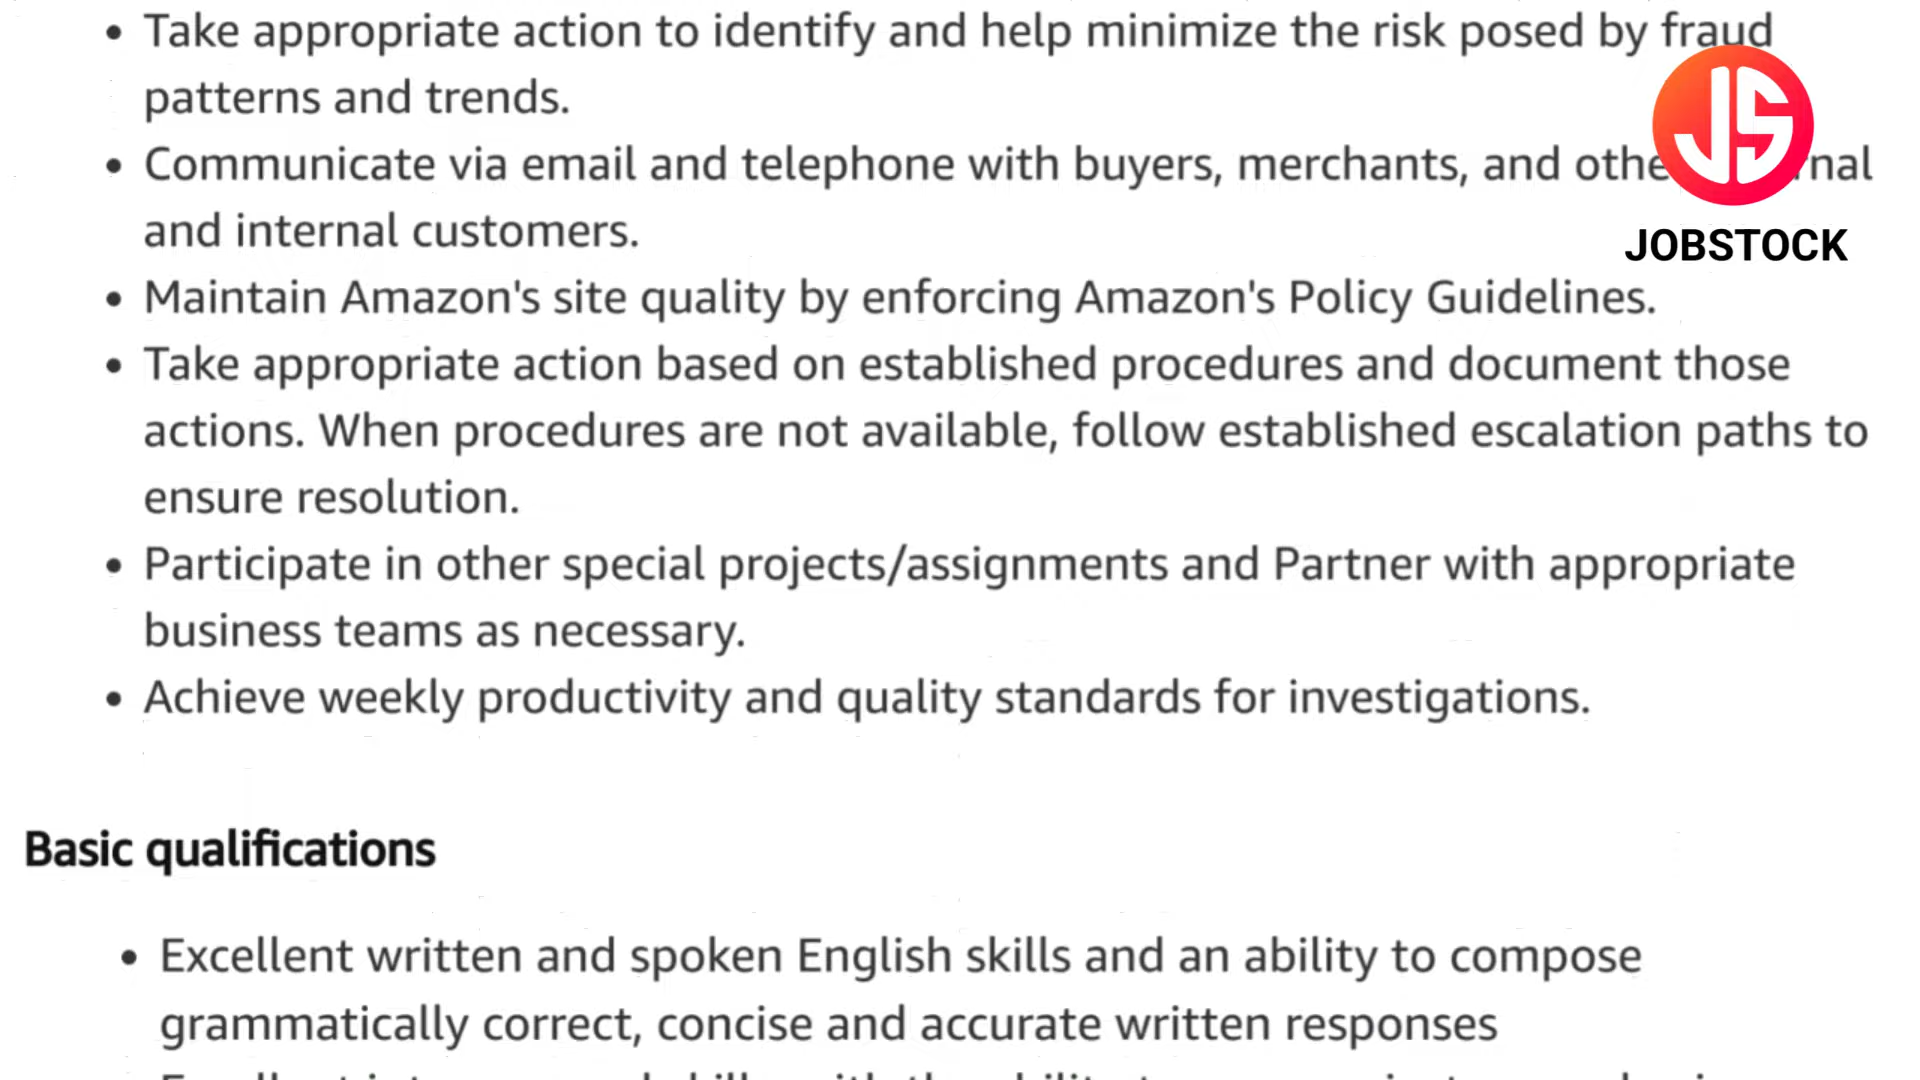 • Take appropriate action to identify and help minimize the risk posed by fraud
patterns and trends.
• Communicate via email and telephone with buyers, merchants, and
and internal customers.
JS
JOBSTOCK
• Maintain Amazon's site quality by enforcing Amazon's Policy Guidelines.
• Take appropriate action based on established procedures and document those
actions. When procedures are not available, follow established escalation paths to
ensure resolution.
• Participate in other special projects/assignments and Partner with appropriate
business teams as necessary.
• Achieve weekly productivity and quality standards for investigations.
Basic qualifications
• Excellent written and spoken English skills and an ability to compose
grammatically correct, concise and accurate written responses